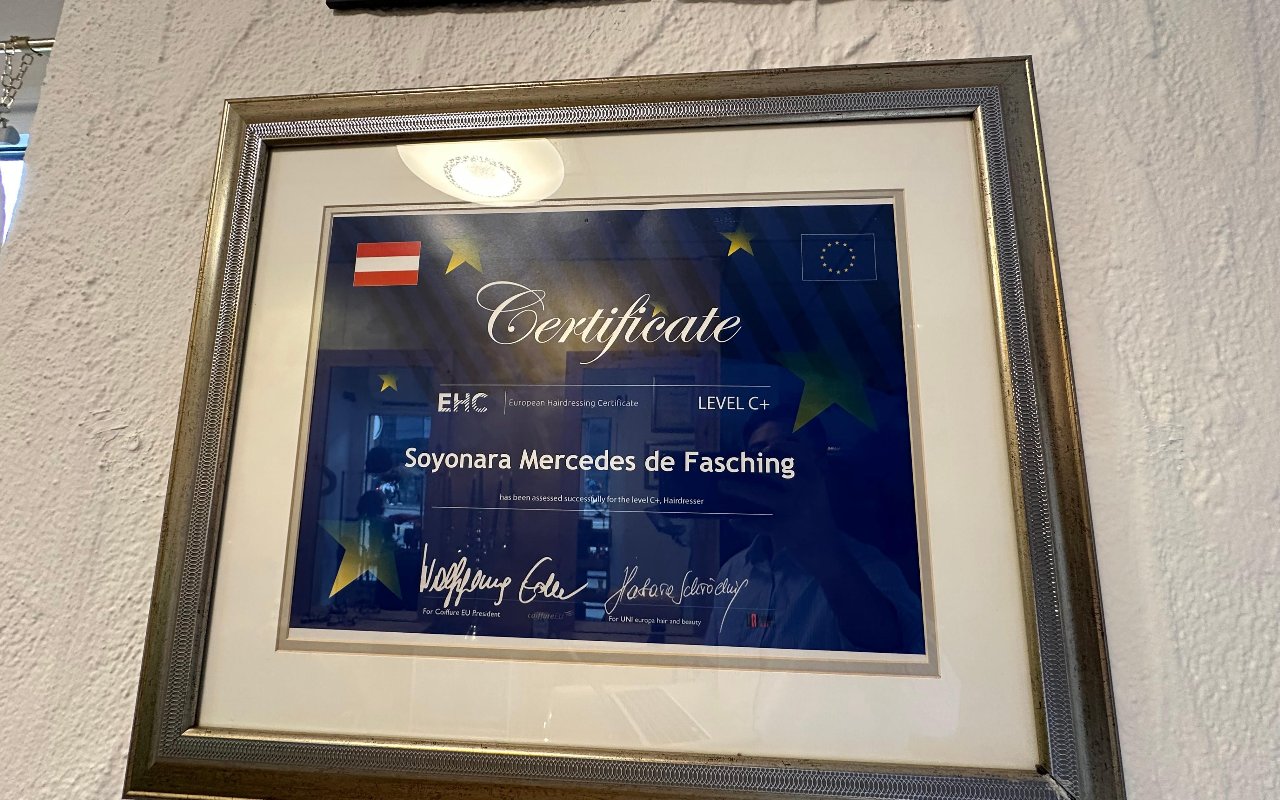 Certificate
EHC European Hairdressing Certificate LEVEL C+
Soyonara Mercedes de Fasching
has been assessed successfully for the level C+, Hairdresser
For Coiffure EU President coiffureEU
For UNI europa hair and beauty